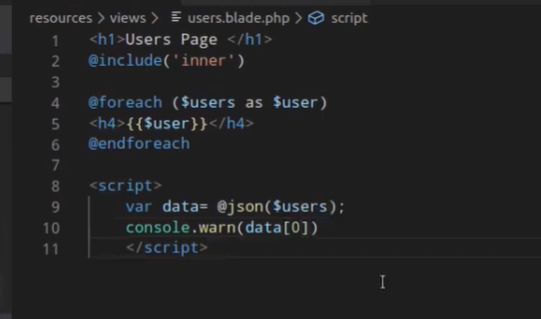 resources > views > users.blade.php > script
1 <h1>Users Page </h1>
2 @include('inner')
3
4 @foreach ($users as $user)
5 <h4>{{$user}}</h4>
6 @endforeach
7
8 <script>
9     var data= @json($users);
10     console.warn(data[0])
11     </script>